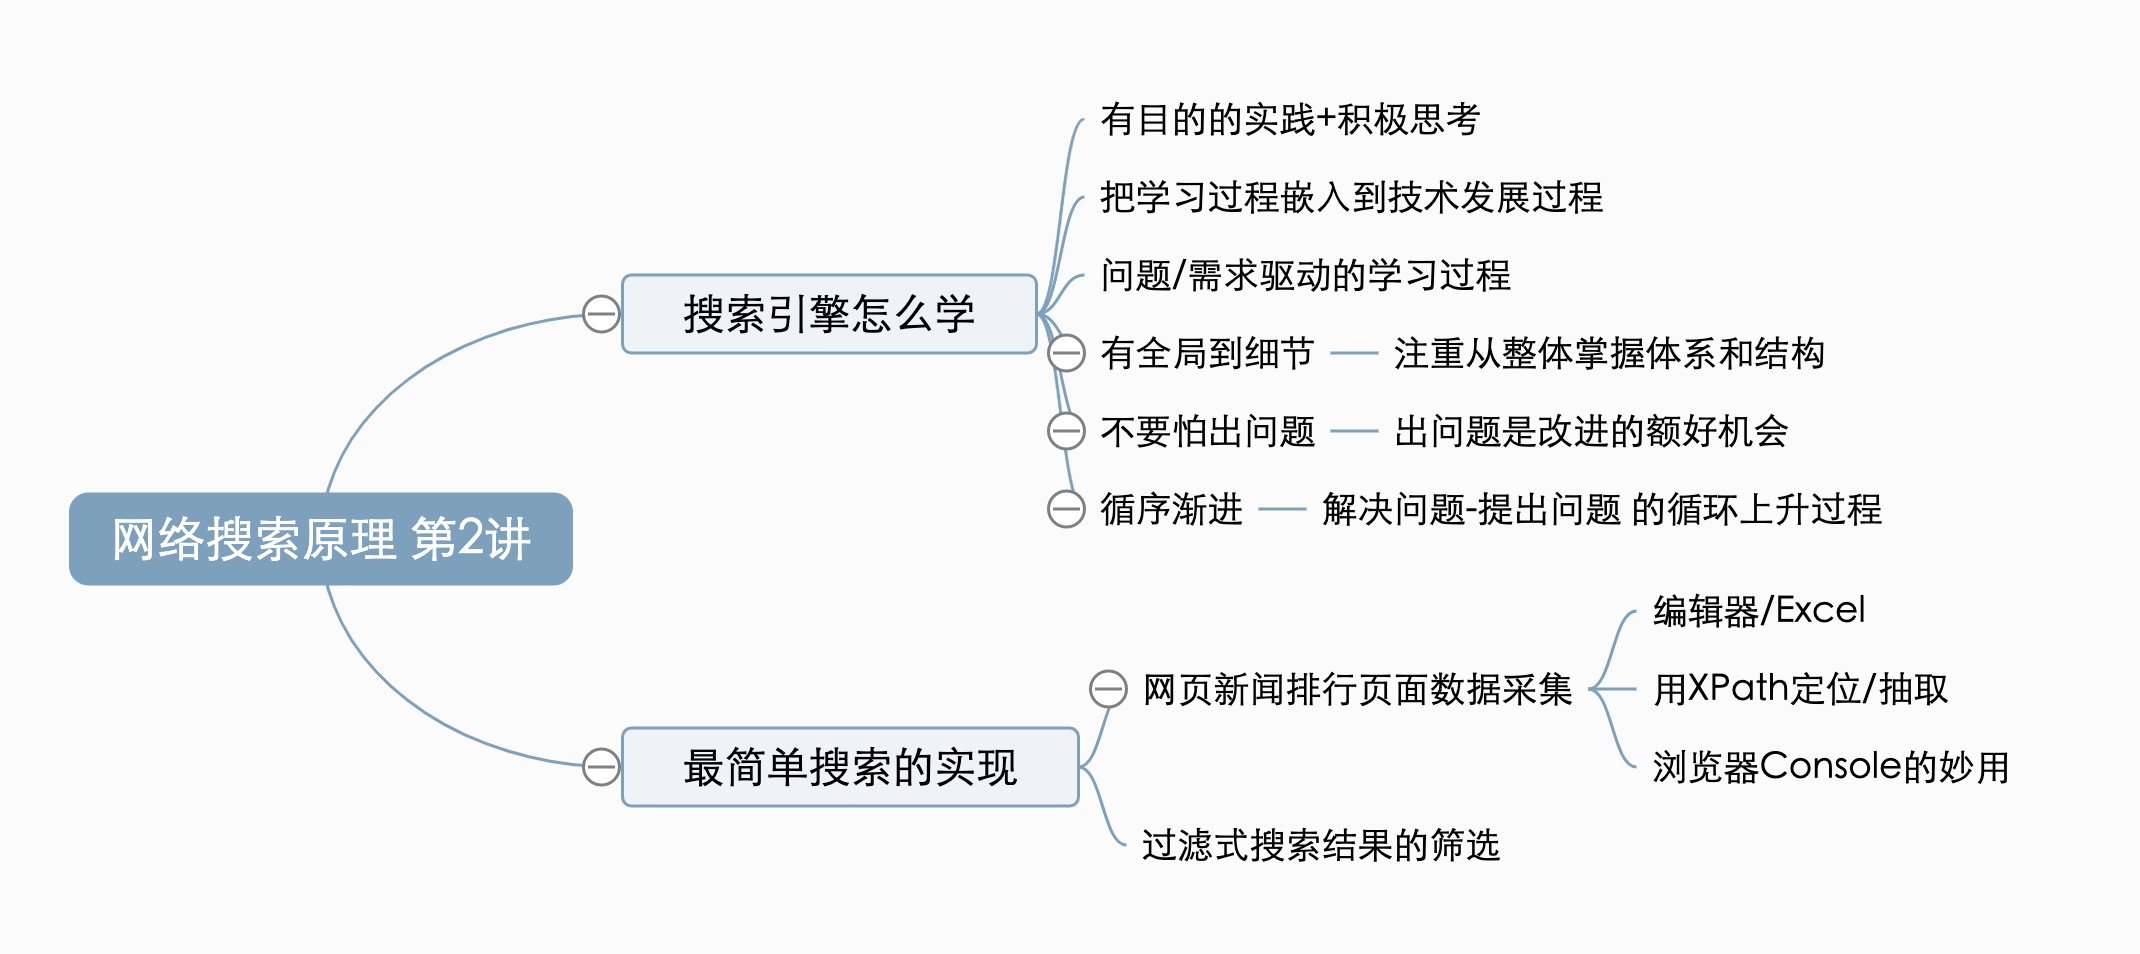 网络搜索原理 第2讲
搜索引擎怎么学
有目的的实践+积极思考
把学习过程嵌入到技术发展过程
问题/需求驱动的学习过程
有全局到细节
注重从整体掌握体系和结构
不要怕出问题
出问题是改进的额好机会
循序渐进
解决问题-提出问题 的循环上升过程
最简单搜索的实现
网页新闻排行页面数据采集
编辑器/Excel
用XPath定位/抽取
浏览器Console的妙用
过滤式搜索结果的筛选